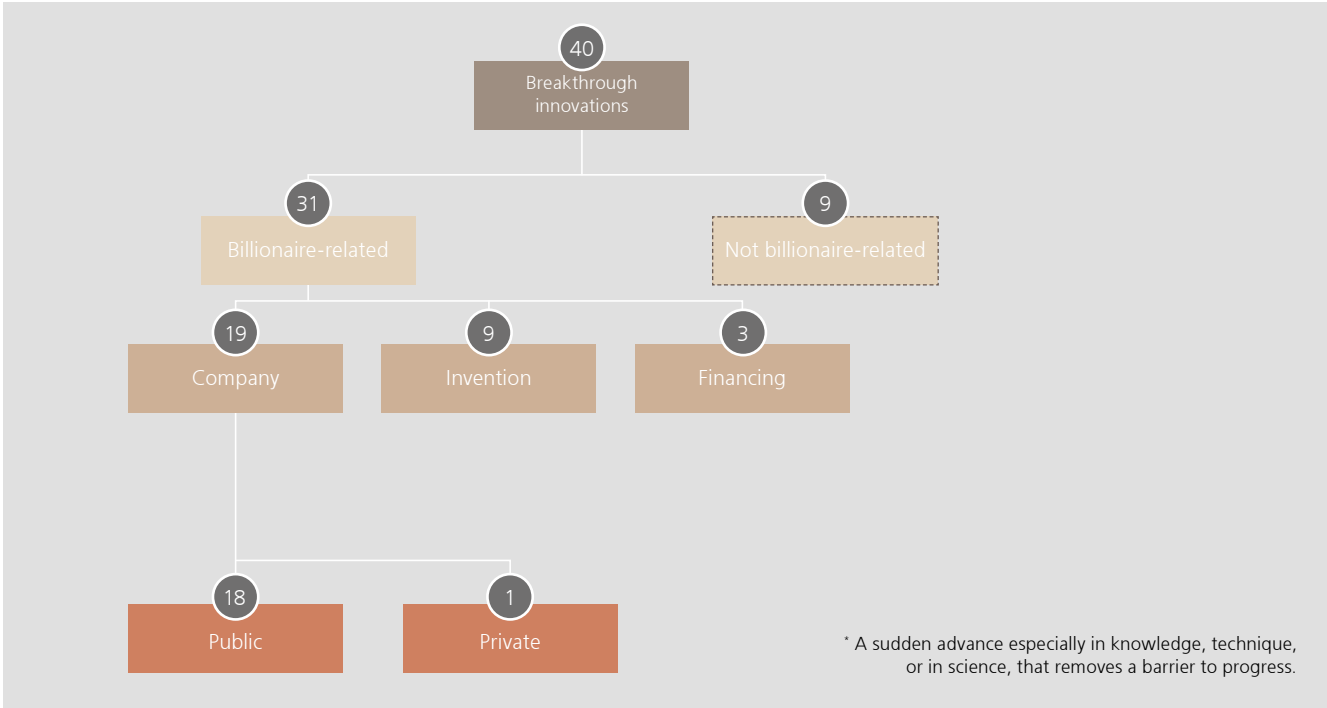 40
Breakthrough
innovations
31
9
Billionaire-related
Not billionaire-related
19
9
3
Company
Invention
Financing
18
1
Public
Private
* A sudden advance especially in knowledge, technique,
or in science, that removes a barrier to progress.